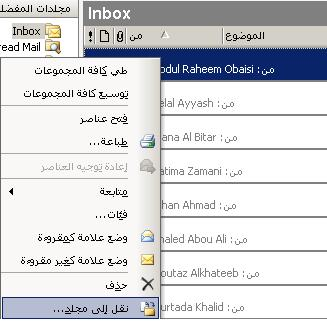 مجلدات المفضلة
Inbox
read Mail
Inbox
من
الموضوع
من : Abdul Raheem Obaisi
من : elal Ayyash
من : ana Al Bitar
من : atima Zamani
من : han Ahmad
من : haled Abou Ali
من : outaz Alkhateeb
من : urtada Khalid
طي كافة المجموعات
توسيع كافة المجموعات
فتح عناصر
طباعة...
إعادة توجيه العناصر
متابعة
فئات...
وضع علامة كمقروءة
وضع علامة كغير مقروءة
حذف
نقل إلى مجلد...